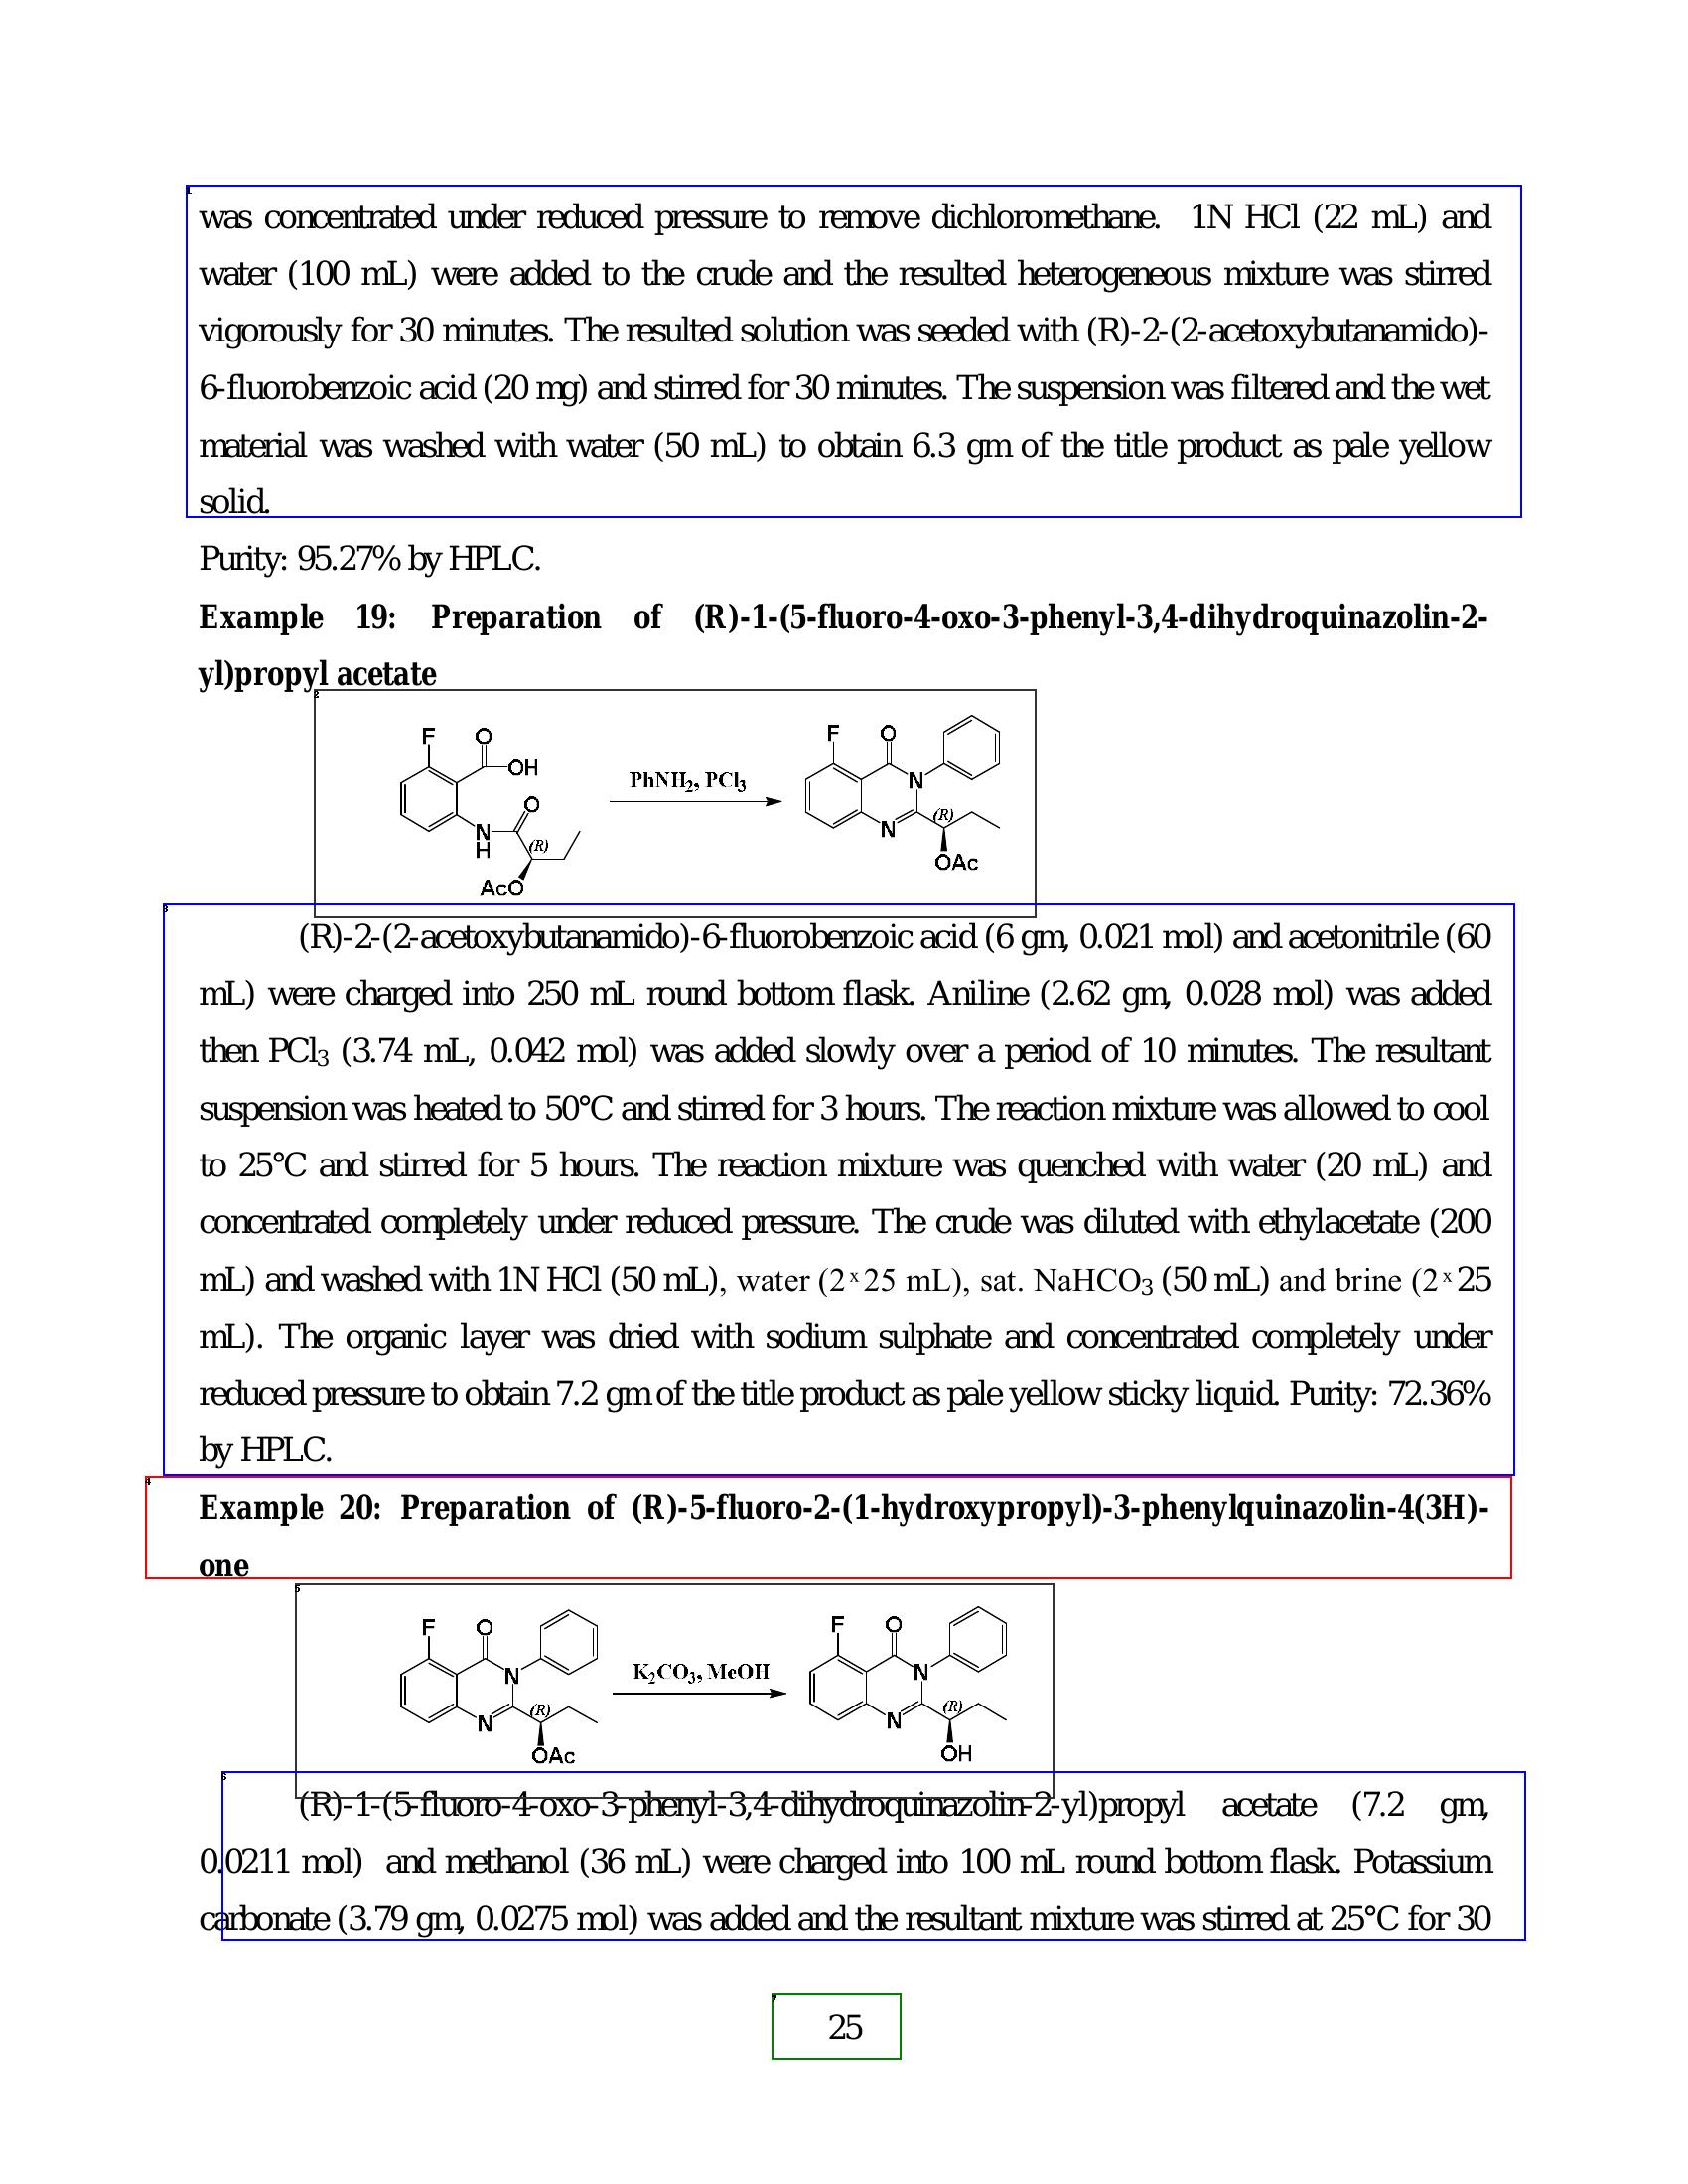 1
was concentrated under reduced pressure to remove dichloromethane. 1N HCl (22 mL) and
water (100 mL) were added to the crude and the resulted heterogeneous mixture was stirred
vigorously for 30 minutes. The resulted solution was seeded with (R)-2-(2-acetoxybutanamido)-
6-fluorobenzoic acid (20 mg) and stirred for 30 minutes. The suspension was filtered and the wet
material was washed with water (50 mL) to obtain 6.3 gm of the title product as pale yellow
solid.
Purity: 95.27% by HPLC.
Example 19: Preparation of (R)-1-(5-fluoro-4-oxo-3-phenyl-3,4-dihydroquinazolin-2-
yl)propyl acetate
2
F O OH O N H (R) AcO
PhNH2, PCl3
F O N N (R) OAc
3
(R)-2-(2-acetoxybutanamido)-6-fluorobenzoic acid (6 gm, 0.021 mol) and acetonitrile (60
mL) were charged into 250 mL round bottom flask. Aniline (2.62 gm, 0.028 mol) was added
then PCl3 (3.74 mL, 0.042 mol) was added slowly over a period of 10 minutes. The resultant
suspension was heated to 50°C and stirred for 3 hours. The reaction mixture was allowed to cool
to 25°C and stirred for 5 hours. The reaction mixture was quenched with water (20 mL) and
concentrated completely under reduced pressure. The crude was diluted with ethylacetate (200
mL) and washed with 1N HCl (50 mL), water (2 x 25 mL), sat. NaHCO3 (50 mL) and brine (2 x 25
mL). The organic layer was dried with sodium sulphate and concentrated completely under
reduced pressure to obtain 7.2 gm of the title product as pale yellow sticky liquid. Purity: 72.36%
by HPLC.
4
Example 20: Preparation of (R)-5-fluoro-2-(1-hydroxypropyl)-3-phenylquinazolin-4(3H)-
one
5
F O N N (R) OAc
K2CO3, MeOH
F O N N (R) OH
6
(R)-1-(5-fluoro-4-oxo-3-phenyl-3,4-dihydroquinazolin-2-yl)propyl acetate (7.2 gm,
0.0211 mol) and methanol (36 mL) were charged into 100 mL round bottom flask. Potassium
carbonate (3.79 gm, 0.0275 mol) was added and the resultant mixture was stirred at 25°C for 30
7
25